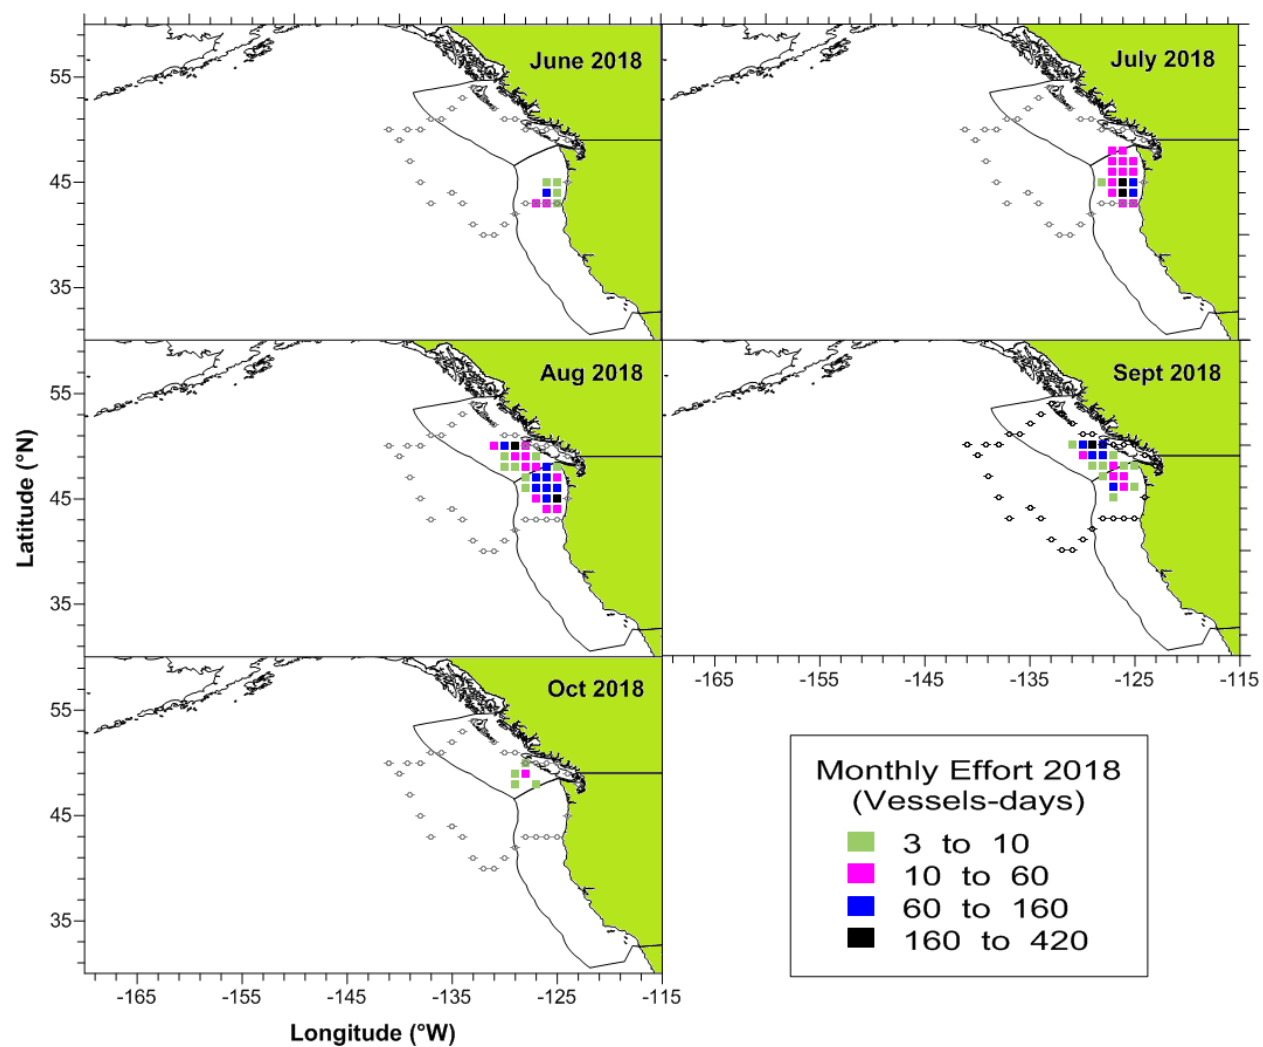 June 2018
July 2018
55
45
35
Aug 2018
Sept 2018
55
45
35
Latitude (°N)
-165 -155 -145 -135 -125 -115
Oct 2018
55
45
35
-165 -155 -145 -135 -125 -115
Longitude (°W)
Monthly Effort 2018
(Vessels-days)
3 to 10
10 to 60
60 to 160
160 to 420